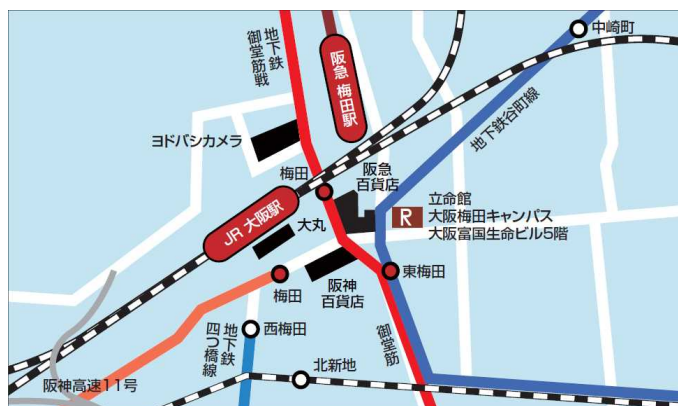 中崎町
地下鉄
御堂筋戦
阪急 梅田駅
地下鉄谷町線
ヨドバシカメラ
梅田
阪急
百貨店
JR 大阪駅
大丸
R
立命館
大阪梅田キャンパス
大阪富国生命ビル5階
梅田
阪神
百貨店
東梅田
西梅田
地下鉄
四つ橋線
御堂筋
北新地
阪神高速11号